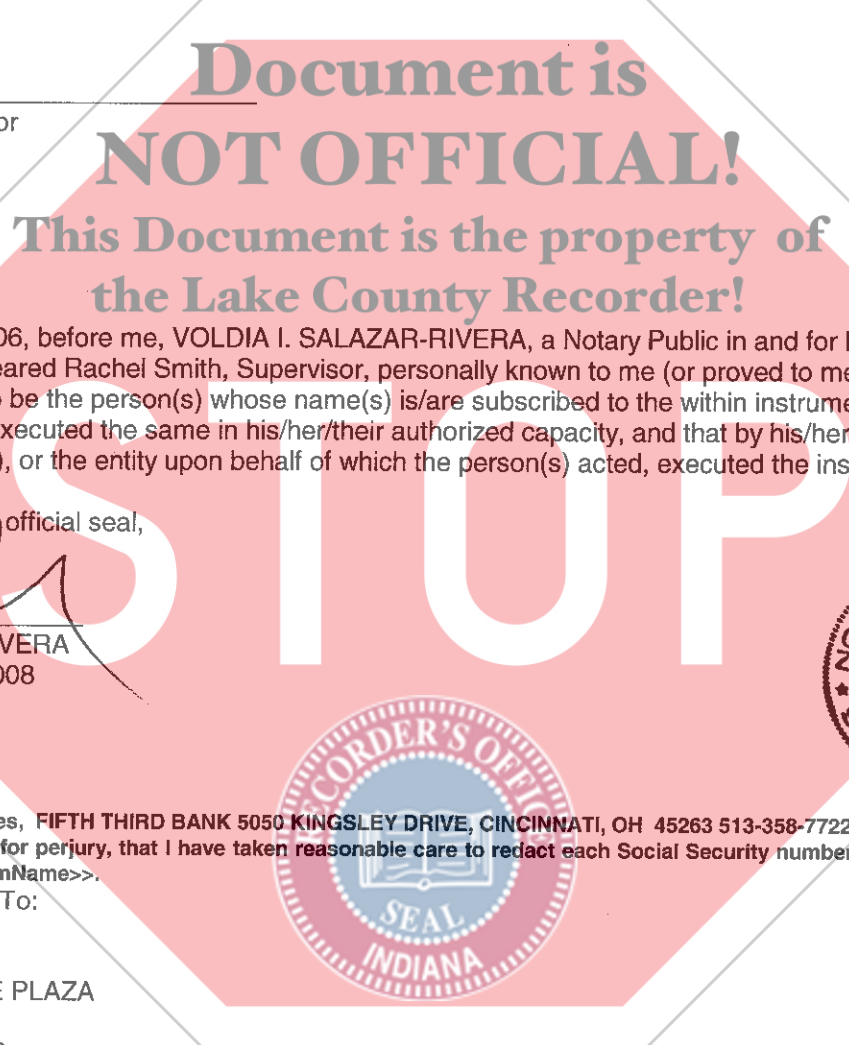 Document is
or
NOT OFFICIAL!
This Document is the property of
the Lake County Recorder!
06, before me, VOLDIA I. SALAZAR-RIVERA, a Notary Public in and for
eared Rachel Smith, Supervisor, personally known to me (or proved to me
be the person(s) whose name(s) is/are subscribed to the within instrume
xecuted the same in his/her/their authorized capacity, and that by his/her
), or the entity upon behalf of which the person(s) acted, executed the ins
STOP
official seal,
VERA
008
RECORDER'S OFFICE
SEAL
INDIANA
es, FIFTH THIRD BANK 5050 KINGSLEY DRIVE, CINCINNATI, OH 45263 513-358-7722
for perjury, that I have taken reasonable care to redact each Social Security number
mName>>.
To:
E PLAZA